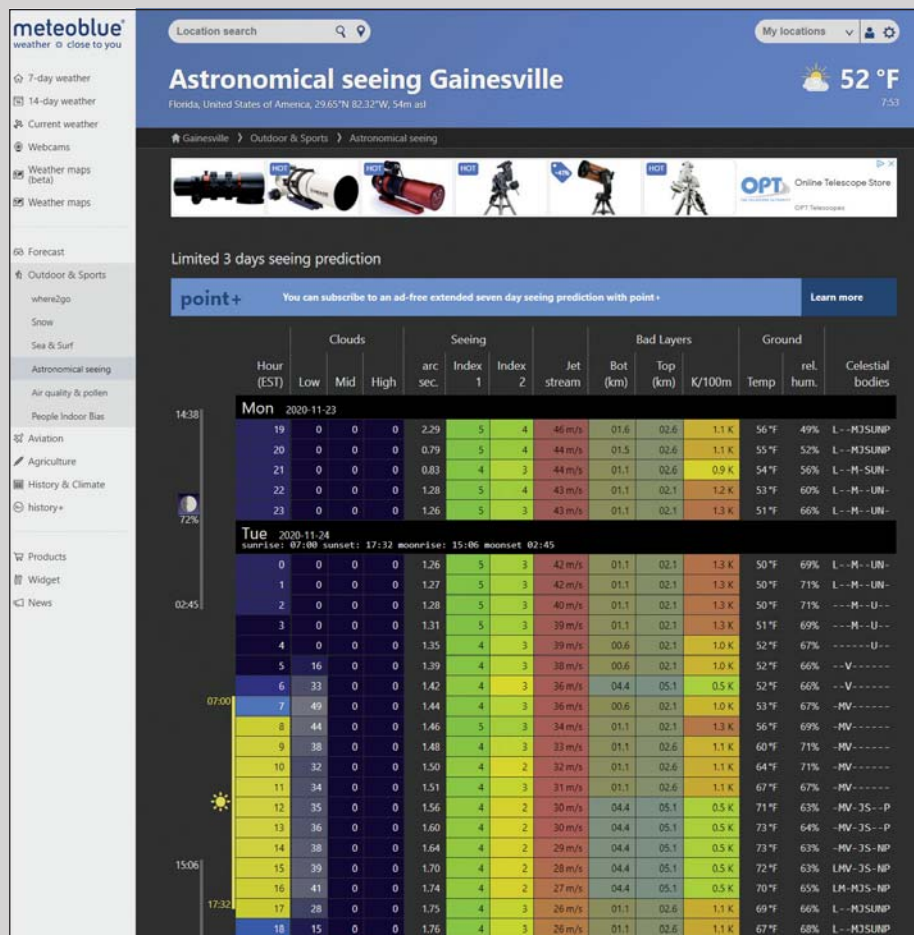 meteoblue®
weather close to you
Location search
My locations
Astronomical seeing Gainesville
Florida, United States of America, 29.65°N 82.32°W, 54m asl
52 °F
7:53
7-day weather
14-day weather
Current weather
Webcams
Weather maps
(beta)
Weather maps
Forecast
Outdoor & Sports
where2go
Snow
Sea & Surf
Astronomical seeing
Air quality & pollen
People Indoor Bias
Aviation
Agriculture
History & Climate
history+
Products
Widget
News
Gainesville > Outdoor & Sports > Astronomical seeing
HOT HOT HOT -41% HOT
OPT Online Telescope Store
OPT Telescopes
Limited 3 days seeing prediction
point+ You can subscribe to an ad-free extended seven day seeing prediction with point+ Learn more
Clouds Seeing Bad Layers Ground
Hour arc Index Index Jet Bot Top rel. Celestial
(EST) Low Mid High sec. 1 2 stream (km) (km) K/100m Temp hum. bodies
14:38
Mon 2020-11-23
19 0 0 0 2.29 5 4 46 m/s 01.6 02.6 1.1 K 56 °F 49% L--MJSUNP
20 0 0 0 0.79 5 4 44 m/s 01.5 02.6 1.1 K 55 °F 52% L--MJSUNP
21 0 0 0 0.83 4 3 44 m/s 01.1 02.6 0.9 K 54 °F 56% L--M-SUN-
22 0 0 0 1.28 5 4 43 m/s 01.1 02.1 1.2 K 53 °F 60% L--M--UN-
23 0 0 0 1.26 5 3 43 m/s 01.1 02.1 1.3 K 51 °F 66% L--M--UN-
72%
Tue 2020-11-24
sunrise: 07:00 sunset: 17:32 moonrise: 15:06 moonset 02:45
0 0 0 0 1.26 5 3 42 m/s 01.1 02.1 1.3 K 50 °F 69% L--M--UN-
1 0 0 0 1.27 5 3 42 m/s 01.1 02.1 1.3 K 50 °F 71% L--M--UN-
02:45 2 0 0 0 1.28 5 3 40 m/s 01.1 02.1 1.3 K 50 °F 71% ---M--U--
3 0 0 0 1.31 5 3 39 m/s 01.1 02.1 1.3 K 51 °F 69% ---M--U--
4 0 0 0 1.35 4 3 39 m/s 00.6 02.1 1.0 K 52 °F 67% ------U--
5 16 0 0 1.39 4 3 38 m/s 00.6 02.1 1.0 K 52 °F 66% --V------
6 33 0 0 1.42 4 3 36 m/s 04.4 05.1 0.5 K 52 °F 66% --V------
07:00 7 49 0 0 1.44 4 3 36 m/s 00.6 02.1 1.0 K 53 °F 67% -MV------
8 44 0 0 1.46 5 3 34 m/s 01.1 02.1 1.3 K 56 °F 69% -MV------
9 38 0 0 1.48 4 3 33 m/s 01.1 02.6 1.1 K 60 °F 71% -MV------
10 32 0 0 1.50 4 2 32 m/s 01.1 02.6 1.1 K 64 °F 71% -MV------
11 34 0 0 1.51 4 3 31 m/s 01.1 02.6 1.1 K 67 °F 67% -MV------
12 35 0 0 1.56 4 2 30 m/s 04.4 05.1 0.5 K 71 °F 63% -MV-JS--P
13 36 0 0 1.60 4 2 30 m/s 04.4 05.1 0.5 K 73 °F 64% -MV-JS--P
14 38 0 0 1.64 4 2 29 m/s 04.4 05.1 0.5 K 73 °F 63% -MV-JS-NP
15:06 15 39 0 0 1.70 4 2 28 m/s 04.4 05.1 0.5 K 72 °F 63% LMV-JS-NP
16 41 0 0 1.74 4 2 27 m/s 04.4 05.1 0.5 K 70 °F 65% LM-MJS-NP
17:32 17 28 0 0 1.75 4 3 26 m/s 01.1 02.6 1.1 K 69 °F 66% L--MJSUNP
18 15 0 0 1.76 4 3 26 m/s 01.1 02.6 1.1 K 67 °F 68% L--MJSUNP